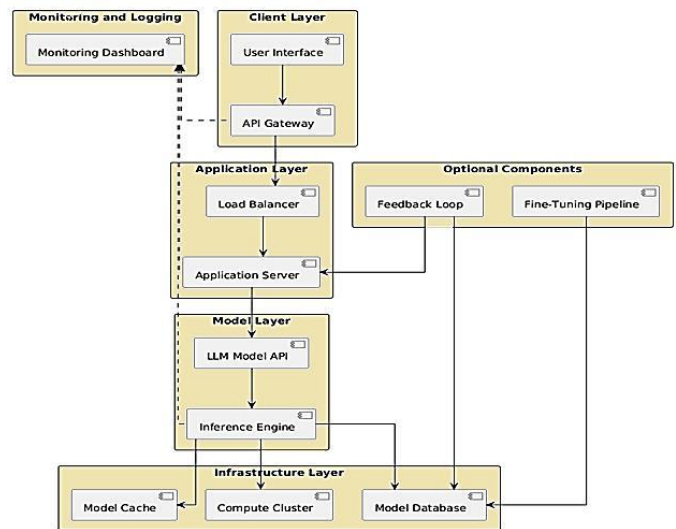 Monitoring and Logging
Monitoring Dashboard
Client Layer
User Interface
API Gateway
Application Layer
Load Balancer
Application Server
Optional Components
Feedback Loop
Fine-Tuning Pipeline
Model Layer
LLM Model API
Inference Engine
Infrastructure Layer
Model Cache
Compute Cluster
Model Database